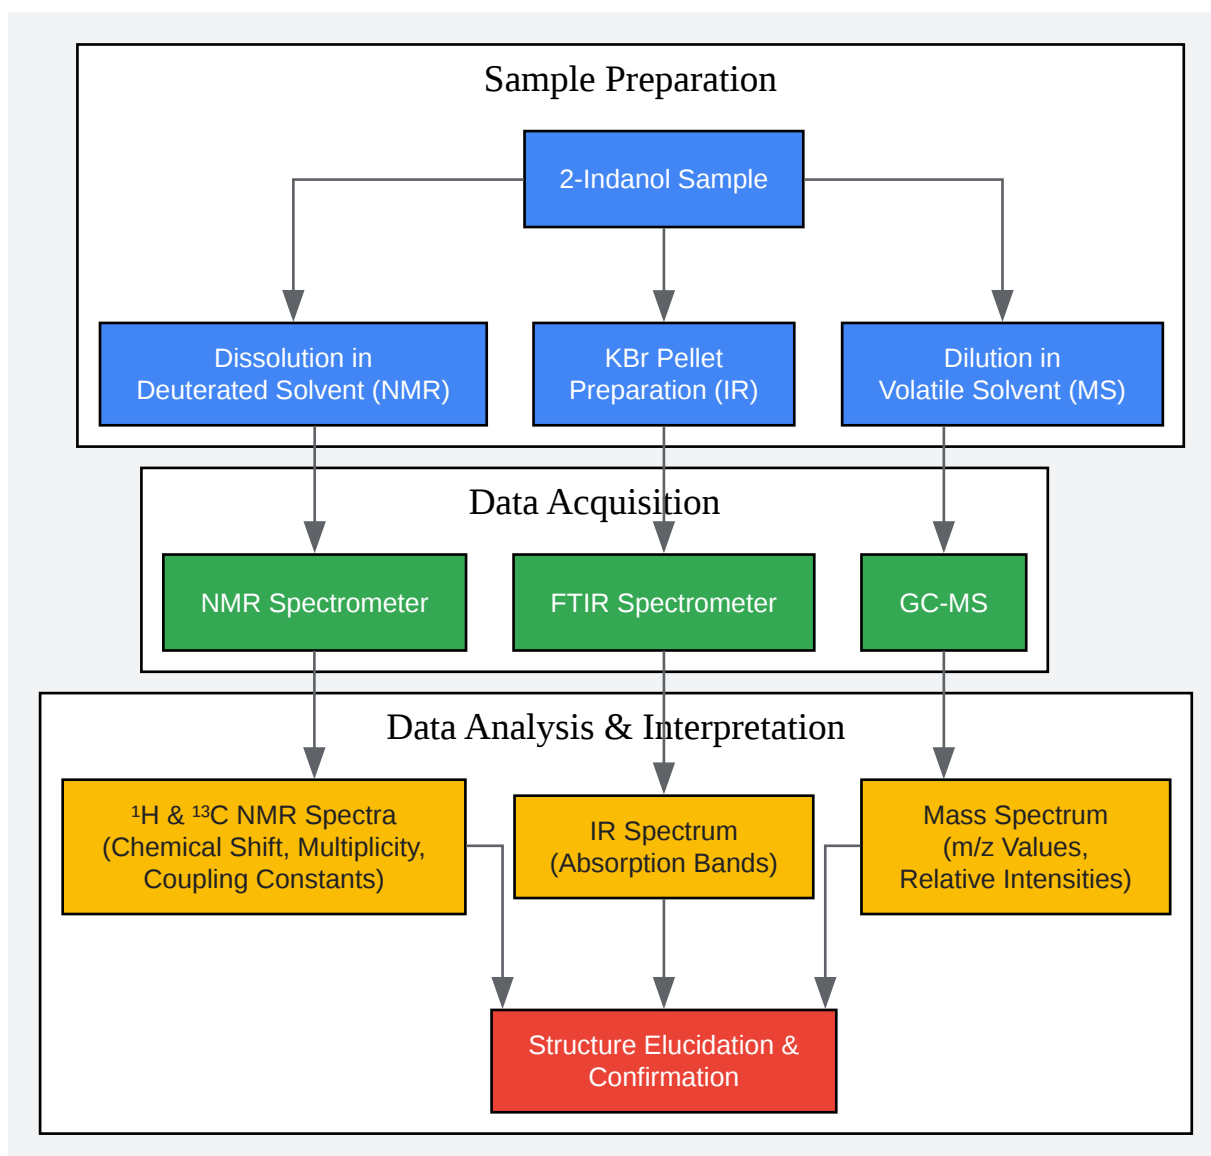 Sample Preparation
2-Indanol Sample
Dissolution in
Deuterated Solvent (NMR)
KBr Pellet
Preparation (IR)
Dilution in
Volatile Solvent (MS)
Data Acquisition
NMR Spectrometer
FTIR Spectrometer
GC-MS
Data Analysis & Interpretation
¹H & ¹³C NMR Spectra
(Chemical Shift, Multiplicity,
Coupling Constants)
IR Spectrum
(Absorption Bands)
Mass Spectrum
(m/z Values,
Relative Intensities)
Structure Elucidation &
Confirmation